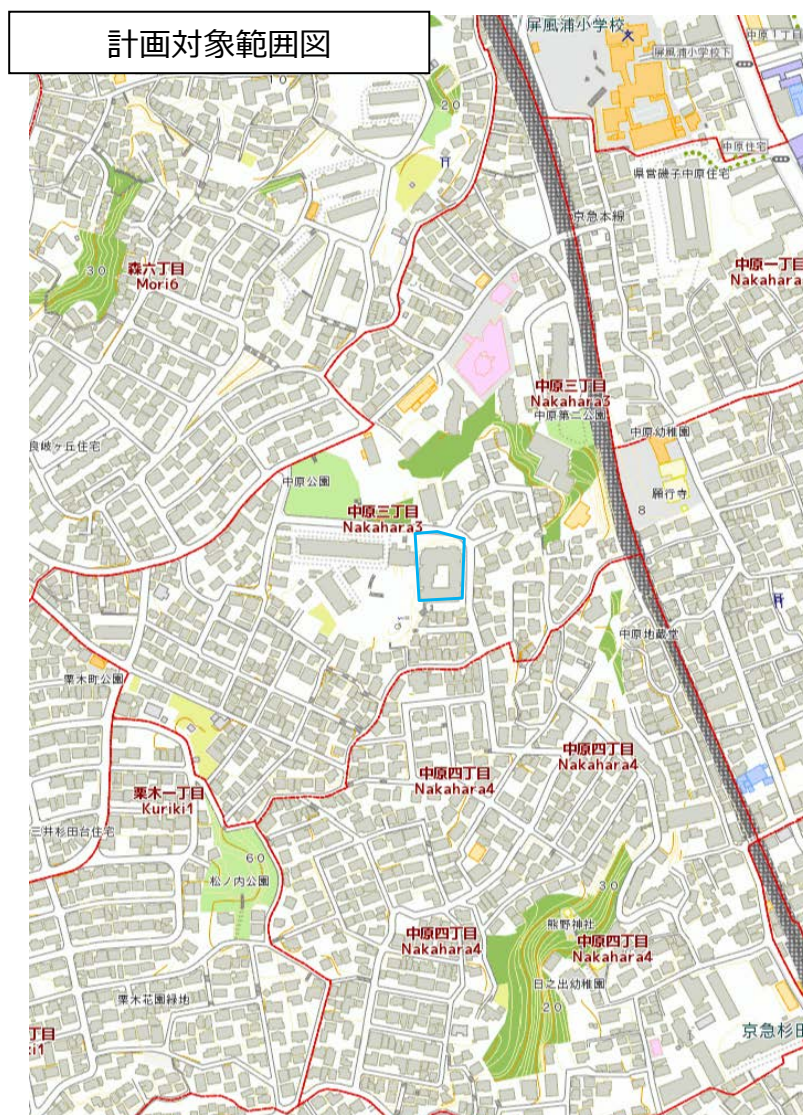 計画対象範囲図
屏風浦小学校
中原1丁目
屏風浦小学校下
10
20
中原住宅
県営磯子中原住宅
京急本線
30
森六丁目
Mori6
中原一丁目
Nakahara
中原三丁目
Nakahara3
中原第二公園
中原幼稚園
良岐ヶ丘住宅
中原公園
願行寺
8
中原三丁目
Nakahara3
中原地蔵堂
栗木町公園
中原四丁目
Nakahara4
中原四丁目
Nakahara4
栗木一丁目
Kuriki1
三井杉田台住宅
60
松ノ内公園
30
熊野神社
中原四丁目
Nakahara4
中原四丁目
Nakahara4
日之出幼稚園
栗木花園緑地
20
丁目
i1
京急杉田